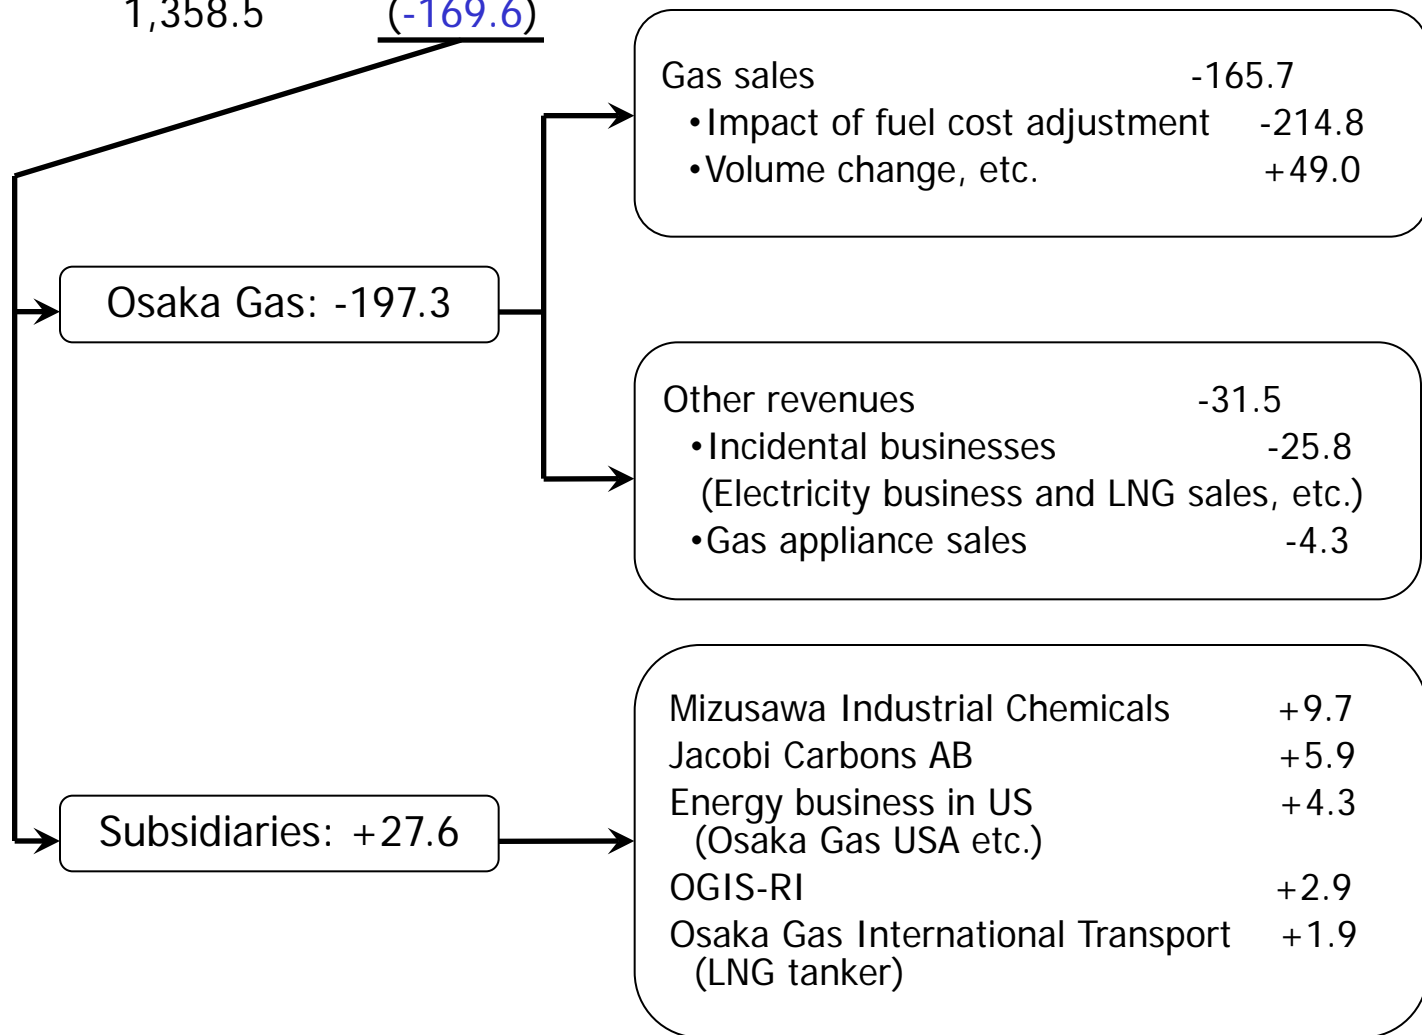 1,358.5 (-169.6)
Gas sales -165.7
•Impact of fuel cost adjustment -214.8
•Volume change, etc. +49.0
Osaka Gas: -197.3
Other revenues -31.5
•Incidental businesses -25.8
(Electricity business and LNG sales, etc.)
•Gas appliance sales -4.3
Subsidiaries: +27.6
Mizusawa Industrial Chemicals +9.7
Jacobi Carbons AB +5.9
Energy business in US +4.3
(Osaka Gas USA etc.)
OGIS-RI +2.9
Osaka Gas International Transport +1.9
(LNG tanker)